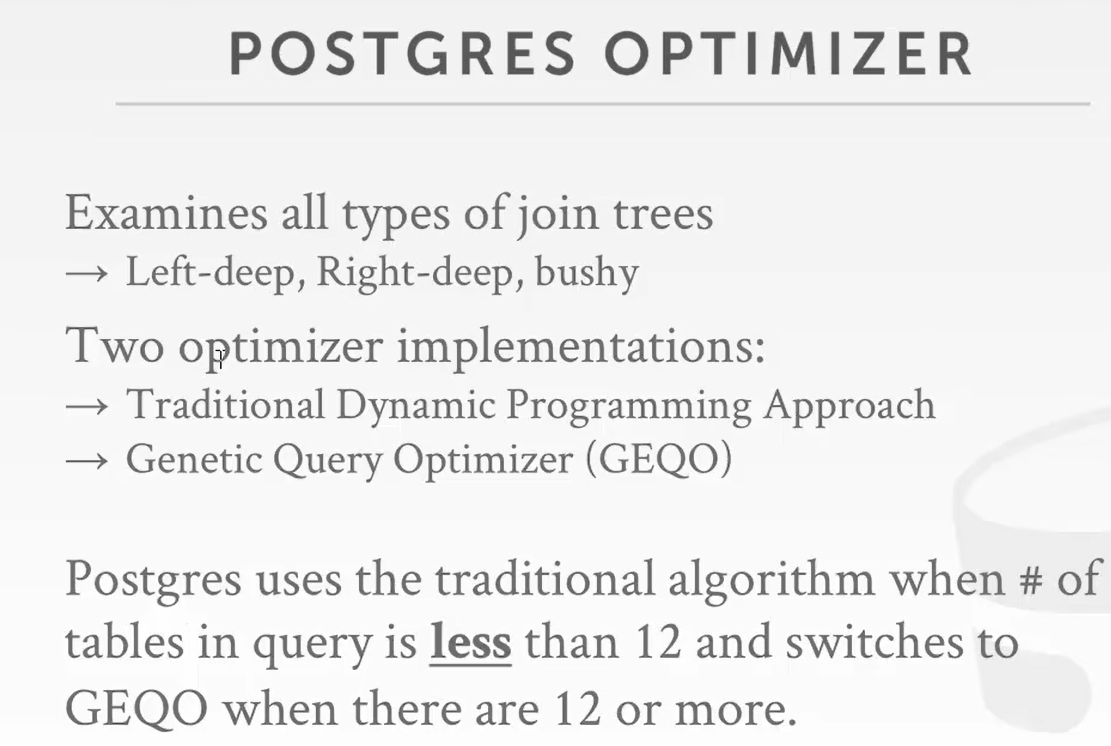 POSTGRES OPTIMIZER
Examines all types of join trees
→ Left-deep, Right-deep, bushy
Two optimizer implementations:
→ Traditional Dynamic Programming Approach
→ Genetic Query Optimizer (GEQO)
Postgres uses the traditional algorithm when # of
tables in query is less than 12 and switches to
GEQO when there are 12 or more.